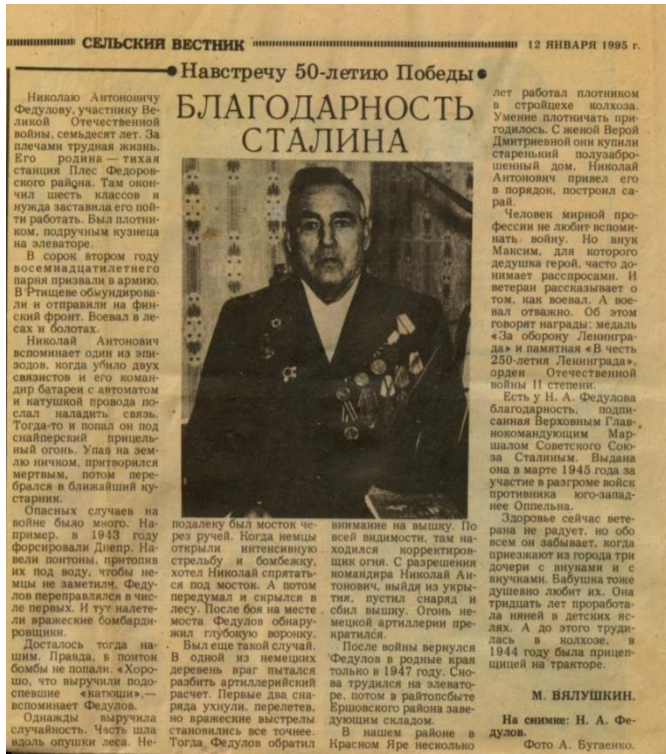 СЕЛЬСКИЙ ВЕСТНИК
12 ЯНВАРЯ 1995 г.
Навстречу 50-летию Победы
БЛАГОДАРНОСТЬ
СТАЛИНА
Николаю Антоновичу
Федулову, участнику Ве-
ликой Отечественной
войны, семьдесят лет. За
плечами трудная жизнь.
Его родина — тихая
станция Плес Федоров-
ского района. Там окон-
чил шесть классов и
нужда заставила его пой-
ти работать. Был плотни-
ком, подручным кузнеца
на элеваторе.
В сорок втором году
восемнадцатилетнего
парня призвали в армию.
В Ртищеве обмундирова-
ли и отправили на фин-
ский фронт. Воевал в ле-
сах и болотах.
Николай Антонович
вспоминает один из эпи-
зодов, когда убило двух
связистов и его коман-
дир батареи с автоматом
и катушкой провода по-
слал наладить связь.
Тогда-то и попал он под
снайперский прицель-
ный огонь. Упал на зем-
лю ничком, притворился
мертвым, потом пере-
брался в ближайший ку-
старник.
Опасных случаев на
войне было много. На-
пример, в 1943 году
форсировали Днепр. На-
вели понтоны, притопив
их под воду, чтобы не-
мцы не заметили. Феду-
лов переправлялся в чис-
ле первых. И тут налете-
ли вражеские бомбарди-
ровщики.
Досталось тогда на-
шим. Правда, в понтон
бомбы не попали. «Хоро-
шо, что выручили подо-
спевшие «катюши»,—
вспоминает Федулов.
Однажды выручила
случайность. Часть шла
вдоль опушки леса. Не-
подалеку был мосток че-
рез ручей. Когда немцы
открыли интенсивную
стрельбу и бомбежку,
хотел Николай спрятать-
ся под мосток. А потом
передумал и скрылся в
лесу. После боя на месте
моста Федулов обнару-
жил глубокую воронку.
Был еще такой случай.
В одной из немецких
деревень враг пытался
разбить артиллерийский
расчет. Первые два сна-
ряда ухнули, перелетев,
но вражеские выстрелы
становились все точнее.
Тогда Федулов обратил
внимание на вышку. По
всей видимости, там на-
ходился корректиров-
щик огня. С разрешения
командира Николай Ан-
тонович, выйдя из укры-
тия, пустил снаряд и
сбил вышку. Огонь не-
мецкой артиллерии пре-
кратился.
После войны вернулся
Федулов в родные края
только в 1947 году. Сно-
ва трудился на элевато-
ре, потом в райтопсбыте
Ершовского района заве-
дующим складом.
В нашем районе в
Красном Яре несколько
лет работал плотником
в стройцехе колхоза.
Умение плотничать при-
годилось. С женой Верой
Дмитриевной они купили
старенький полузабро-
шенный дом. Николай
Антонович привел его
в порядок, построил са-
рай.
Человек мирной про-
фессии не любит вспоми-
нать войну. Но внук
Максим, для которого
дедушка герой, часто до-
нимает расспросами. И
ветеран рассказывает о
том, как воевал. А вое-
вал отважно. Об этом
говорят награды: медаль
«За оборону Ленингра-
да» и памятная «В честь
250-летия Ленинграда»,
орден Отечественной
войны II степени.
Есть у Н. А. Федулова
благодарность, подпи-
санная Верховным Глав-
нокомандующим Мар-
шалом Советского Сою-
за Сталиным. Выдана
она в марте 1945 года за
участие в разгроме войск
противника юго-запад-
нее Оппельна.
Здоровье сейчас вете-
рана не радует, но обо
всем он забывает, когда
приезжают из города три
дочери с внуками и с
внучками. Бабушка тоже
душевно любит их. Она
тридцать лет проработа-
ла няней в детских яс-
лях. А до этого труди-
лась в колхозе, в
1944 году была прицеп-
щицей на тракторе.
М. ВЯЛУШКИН.
На снимке: Н. А. Фе-
дулов.
Фото А. Бугаенко.